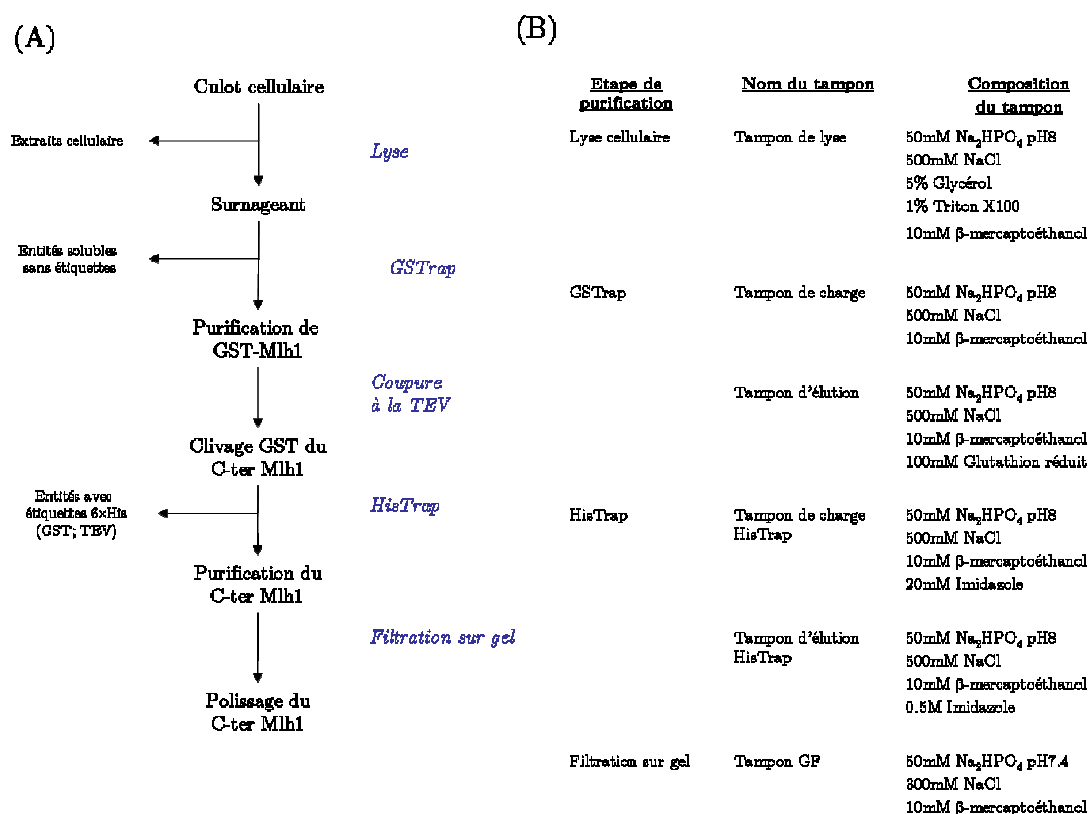 (A)
Culot cellulaire
Extraits cellulaire
Lyse
Surnageant
Entités solubles
sans étiquettes
GSTrap
Purification de
GST-Mlh1
Coupure
à la TEV
Clivage GST du
C-ter Mlh1
Entités avec
étiquettes 6xHis
(GST; TEV)
HisTrap
Purification du
C-ter Mlh1
Filtration sur gel
Polissage du
C-ter Mlh1
(B)
Etape de
purification
Nom du tampon
Composition
du tampon
Lyse cellulaire
Tampon de lyse
50mM Na₂HPO₄ pH8
500mM NaCl
5% Glycérol
1% Triton X100
10mM β-mercaptoéthanol
GSTrap
Tampon de charge
50mM Na₂HPO₄ pH8
500mM NaCl
10mM β-mercaptoéthanol
Tampon d'élution
50mM Na₂HPO₄ pH8
500mM NaCl
10mM β-mercaptoéthanol
100mM Glutathion réduit
HisTrap
Tampon de charge
HisTrap
50mM Na₂HPO₄ pH8
500mM NaCl
10mM β-mercaptoéthanol
20mM Imidazole
Tampon d'élution
HisTrap
50mM Na₂HPO₄ pH8
500mM NaCl
10mM β-mercaptoéthanol
0.5M Imidazole
Filtration sur gel
Tampon GF
50mM Na₂HPO₄ pH7.4
300mM NaCl
10mM β-mercaptoéthanol